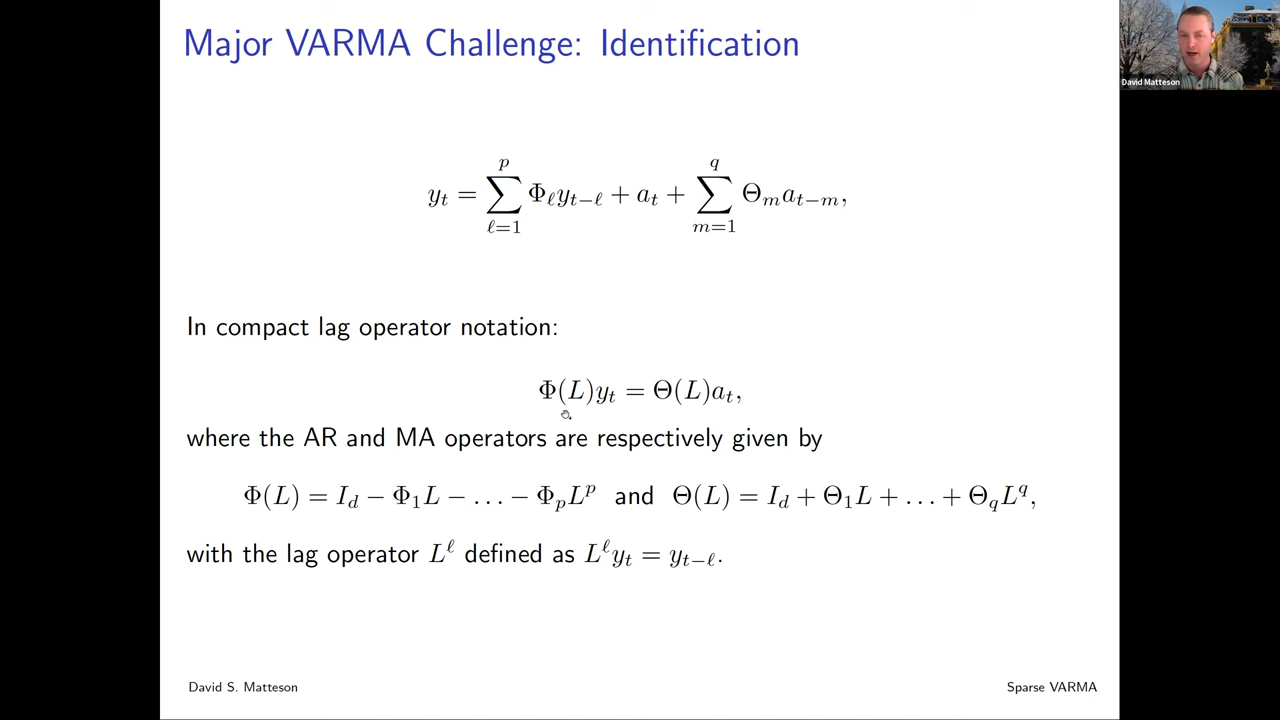 Major VARMA Challenge: Identification
David Matteson
$y_t = \sum_{\ell=1}^{p} \Phi_\ell y_{t-\ell} + a_t + \sum_{m=1}^{q} \Theta_m a_{t-m},$
In compact lag operator notation:
$\Phi(L)y_t = \Theta(L)a_t,$
where the AR and MA operators are respectively given by
$\Phi(L) = I_d - \Phi_1 L - \ldots - \Phi_p L^p$ and $\Theta(L) = I_d + \Theta_1 L + \ldots + \Theta_q L^q,$
with the lag operator $L^\ell$ defined as $L^\ell y_t = y_{t-\ell}.$
David S. Matteson
Sparse VARMA